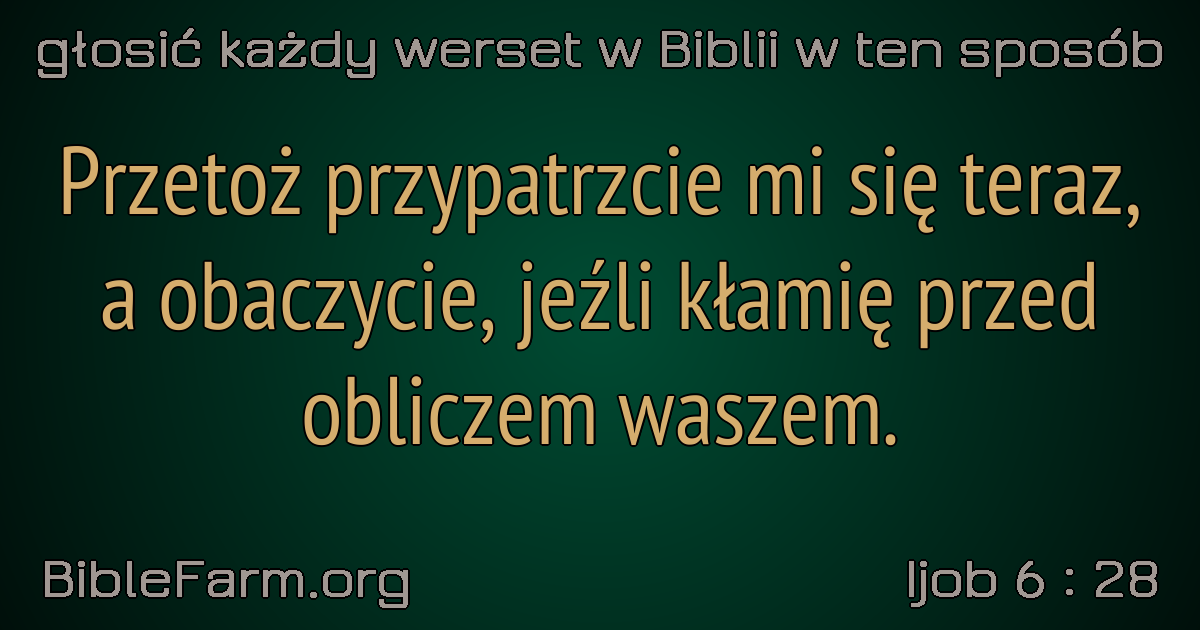 głosić każdy werset w Biblii w ten sposób
Przetoż przypatrzcie mi się teraz,
a obaczycie, jeźli kłamię przed
obliczem waszem.
BibleFarm.org
Ijob 6 : 28